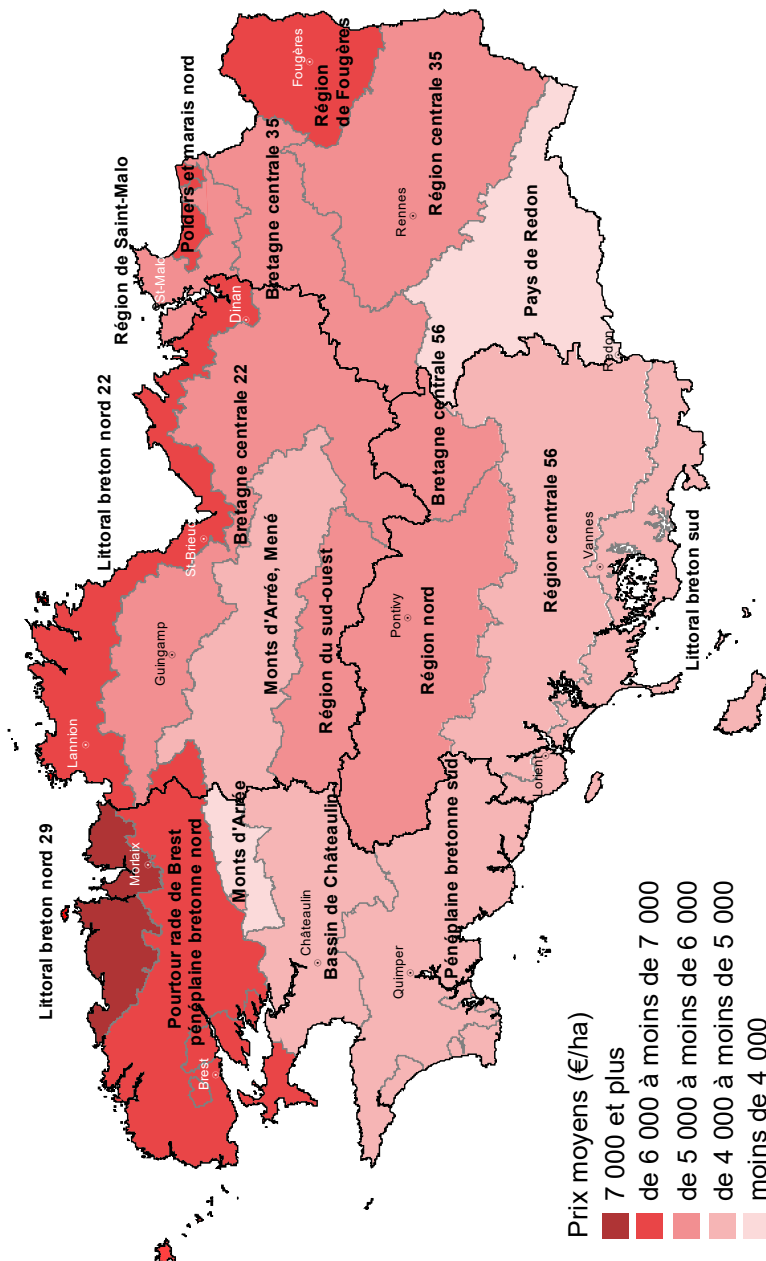 Littoral breton nord 29
Littoral breton nord 22
Région de Saint-Malo
Polders et marais nord
St-Malo
Lannion
Morlaix
Guingamp
St-Brieuc
Dinan
Fougères
Région
de Fougères
Brest
Pourtour rade de Brest
pénéplaine bretonne nord
Monts d'Arrée
Monts d'Arrée, Mené
Bretagne centrale 22
Bretagne centrale 35
Châteaulin
Bassin de Châteaulin
Région du sud-ouest
Pontivy
Région nord
Bretagne centrale 56
Rennes
Région centrale 35
Quimper
Pénéplaine bretonne sud
Lorient
Région centrale 56
Vannes
Littoral breton sud
Pays de Redon
Redon
Prix moyens (€/ha)
7 000 et plus
de 6 000 à moins de 7 000
de 5 000 à moins de 6 000
de 4 000 à moins de 5 000
moins de 4 000